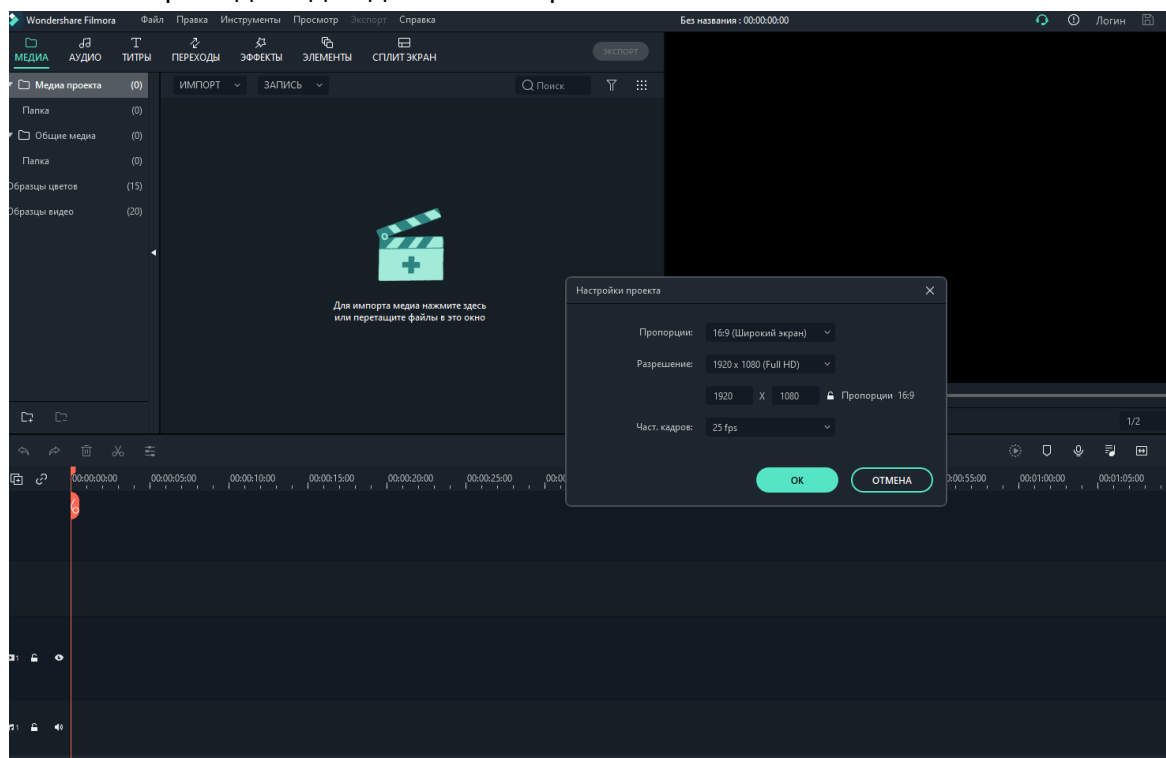 Wondershare Filmora Файл Правка Инструменты Просмотр Экспорт Справка Без названия : 00:00:00:00 Логин
МЕДИА АУДИО ТИТРЫ ПЕРЕХОДЫ ЭФФЕКТЫ ЭЛЕМЕНТЫ СПЛИТ ЭКРАН ЭКСПОРТ
Медиа проекта (0) ИМПОРТ ЗАПИСЬ Поиск
Папка (0)
Общие медиа (0)
Папка (0)
Образцы цветов (15)
Образцы видео (20)
Для импорта медиа нажмите здесь
или перетащите файлы в это окно
Настройки проекта
Пропорции: 16:9 (Широкий экран)
Разрешение: 1920 x 1080 (Full HD)
1920 X 1080 Пропорции 16:9
Част. кадров: 25 fps
OK ОТМЕНА
1/2
00:00:00:00 00:00:05:00 00:00:10:00 00:00:15:00 00:00:20:00 00:00:25:00 00:00 0:00:55:00 00:01:00:00 00:01:05:00
1
1